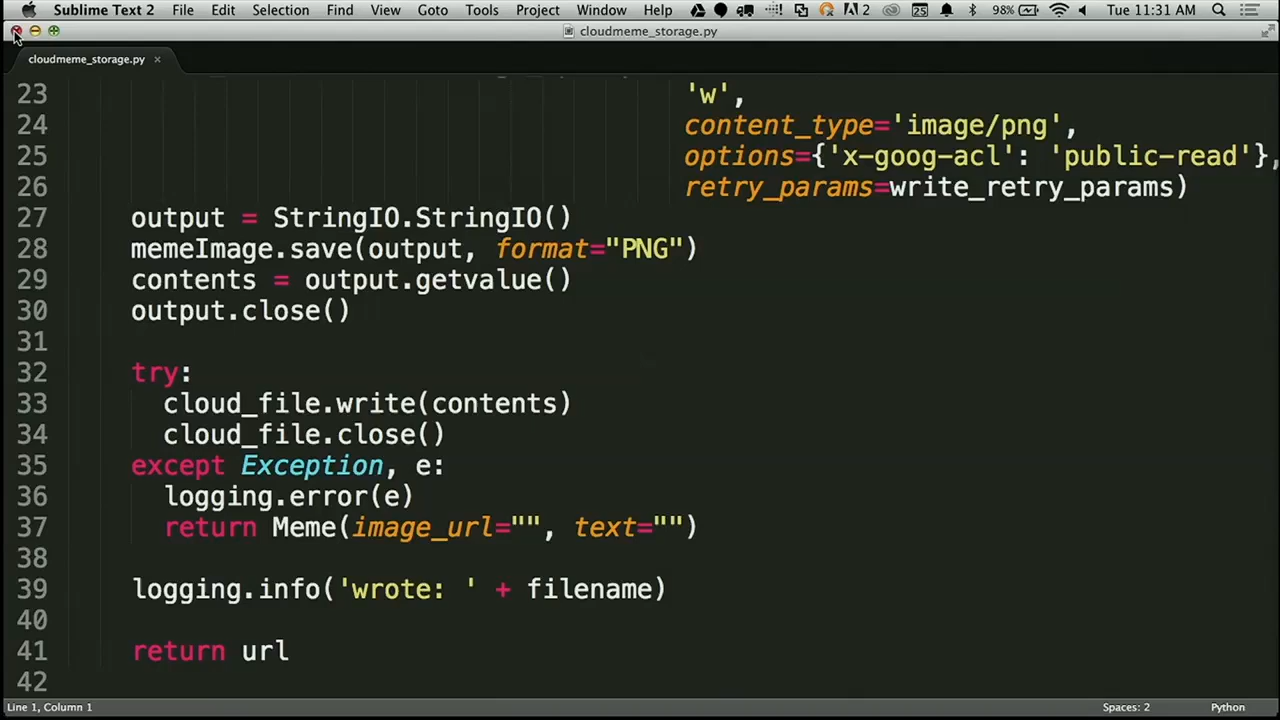 Sublime Text 2 File Edit Selection Find View Goto Tools Project Window Help 2 25 98% Tue 11:31 AM
cloudmeme_storage.py
cloudmeme_storage.py ×
23 'w',
24 content_type='image/png',
25 options={'x-goog-acl': 'public-read'},
26 retry_params=write_retry_params)
27 output = StringIO.StringIO()
28 memeImage.save(output, format="PNG")
29 contents = output.getvalue()
30 output.close()
31
32 try:
33 cloud_file.write(contents)
34 cloud_file.close()
35 except Exception, e:
36 logging.error(e)
37 return Meme(image_url="", text="")
38
39 logging.info('wrote: ' + filename)
40
41 return url
42
Line 1, Column 1 Spaces: 2 Python